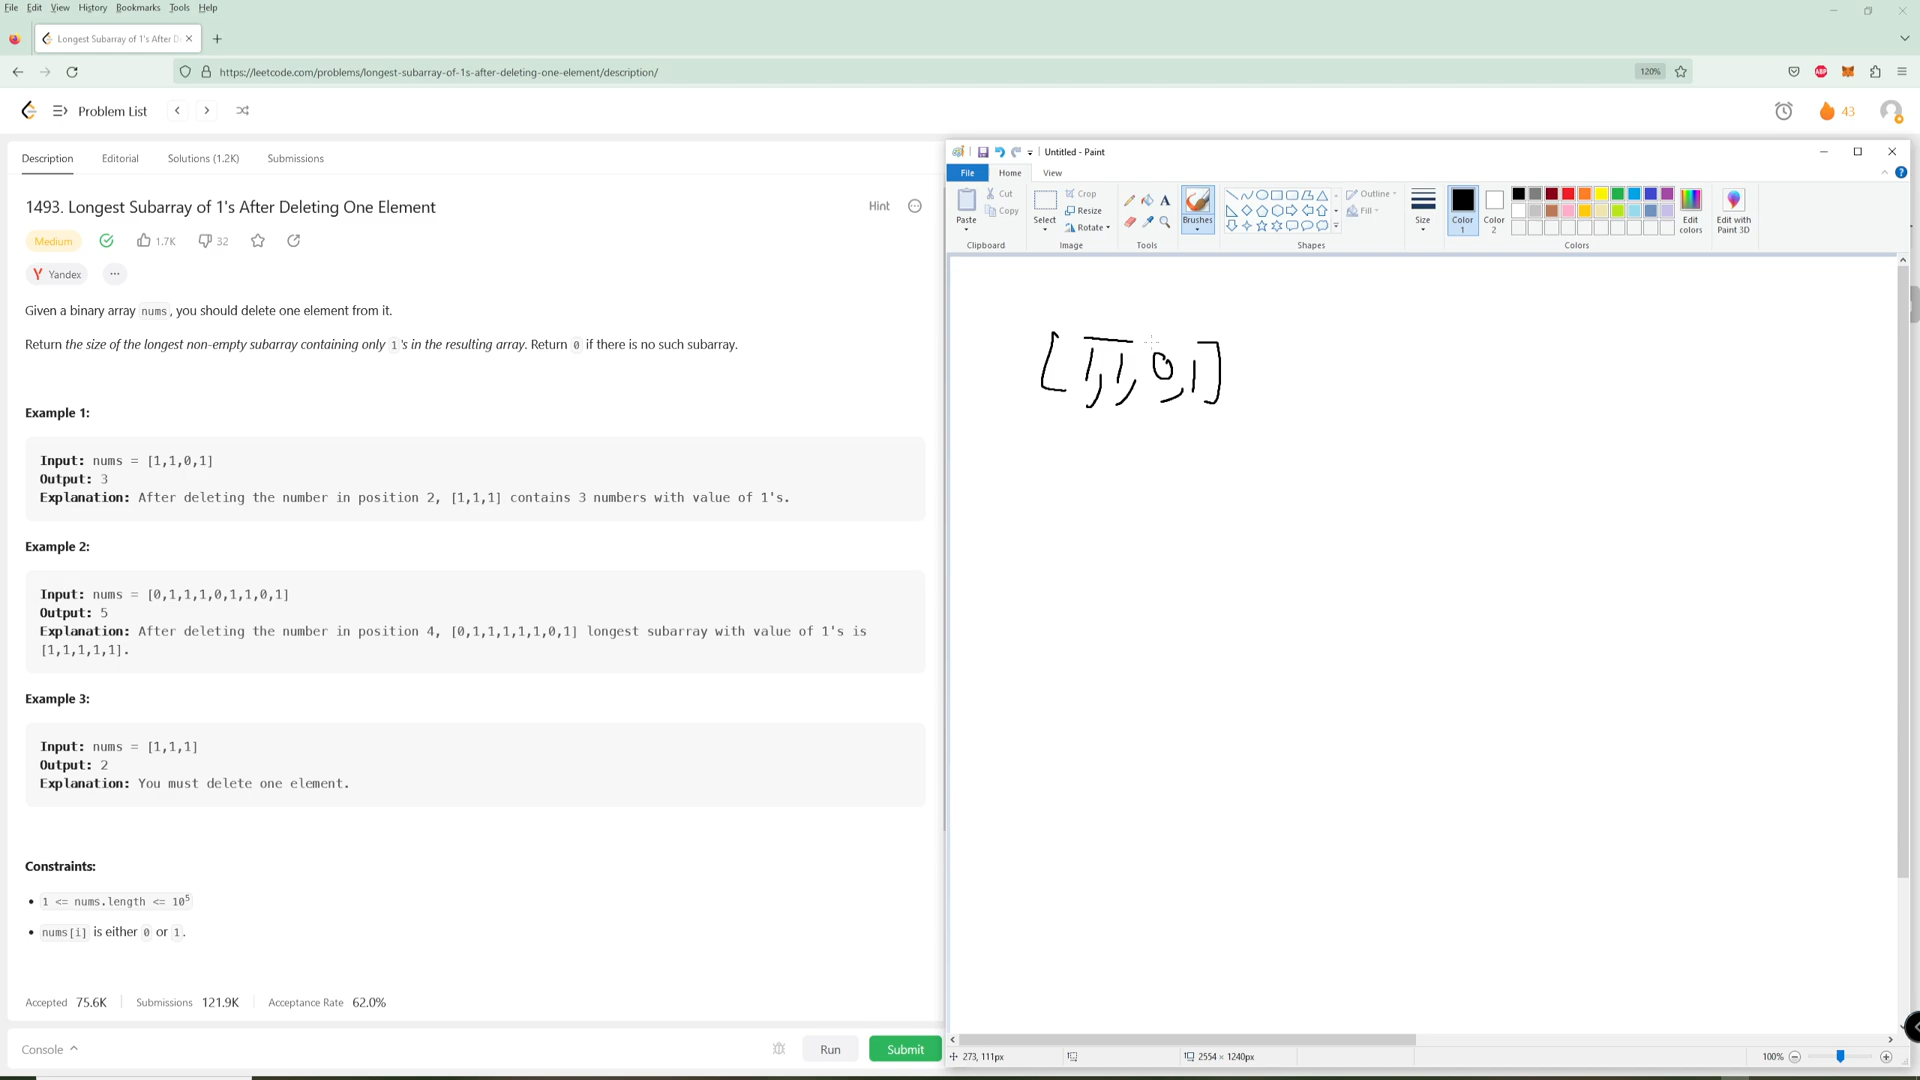 File Edit View History Bookmarks Tools Help
Longest Subarray of 1's After D
https://leetcode.com/problems/longest-subarray-of-1s-after-deleting-one-element/description/
120%
ABP
Problem List
43
Description Editorial Solutions (1.2K) Submissions
1493. Longest Subarray of 1's After Deleting One Element
Hint
Medium 1.7K 32
Yandex ...
Given a binary array nums, you should delete one element from it.
Return the size of the longest non-empty subarray containing only 1's in the resulting array. Return 0 if there is no such subarray.
Example 1:
Input: nums = [1,1,0,1]
Output: 3
Explanation: After deleting the number in position 2, [1,1,1] contains 3 numbers with value of 1's.
Example 2:
Input: nums = [0,1,1,1,0,1,1,0,1]
Output: 5
Explanation: After deleting the number in position 4, [0,1,1,1,1,1,0,1] longest subarray with value of 1's is
[1,1,1,1,1].
Example 3:
Input: nums = [1,1,1]
Output: 2
Explanation: You must delete one element.
Constraints:
• 1 <= nums.length <= 10⁵
• nums[i] is either 0 or 1.
Accepted 75.6K Submissions 121.9K Acceptance Rate 62.0%
Console Run Submit
Untitled - Paint
File Home View
Paste Cut Copy Clipboard
Select Crop Resize Rotate Image
A Tools
Brushes
Outline Fill Shapes
Size
Color 1 Color 2 Edit colors Colors
Edit with Paint 3D
[1,1,0,1]
273, 111px 2554 × 1240px 100%